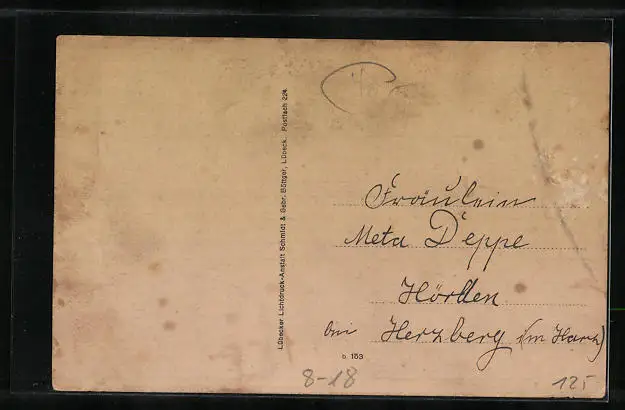 Lübecker Lichtdruck-Anstalt Schmidt & Gebr. Böttger, Lübeck. Postfach 224.
Fräulein
Meta Deppe
Hörden
bei Herzberg (im Harz)
b. 153
8-18
125